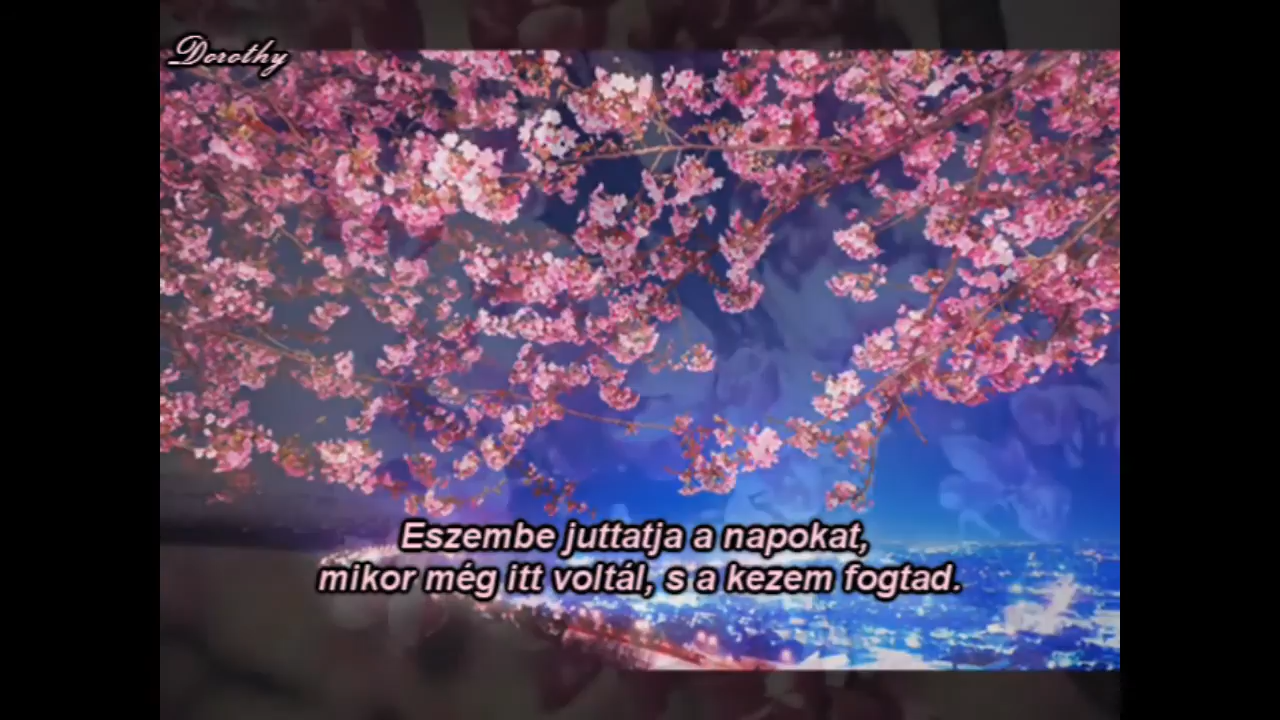 Dorothy
Eszembe juttatja a napokat,
mikor még itt voltál, s a kezem fogtad.